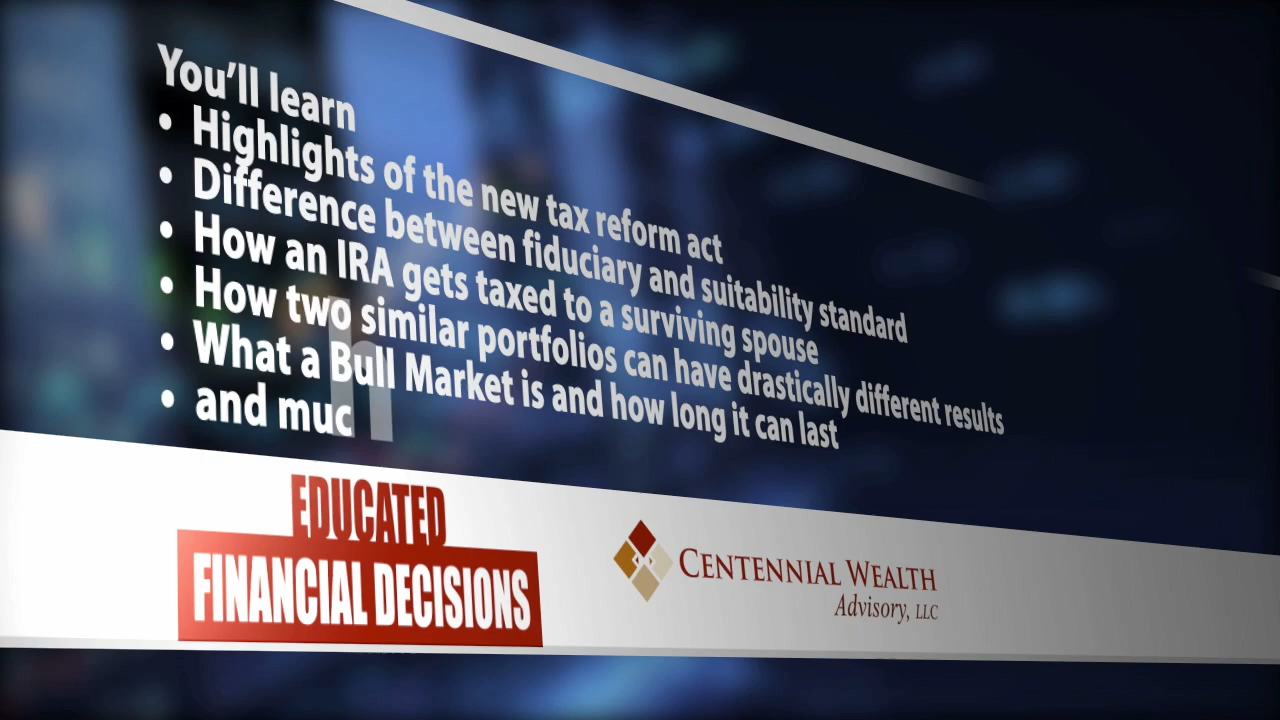 You'll learn
• Highlights of the new tax reform act
• Difference between fiduciary and suitability standard
• How an IRA gets taxed to a surviving spouse
• How two similar portfolios can have drastically different results
• What a Bull Market is and how long it can last
• and much
EDUCATED
FINANCIAL DECISIONS
CENTENNIAL WEALTH
Advisory, LLC